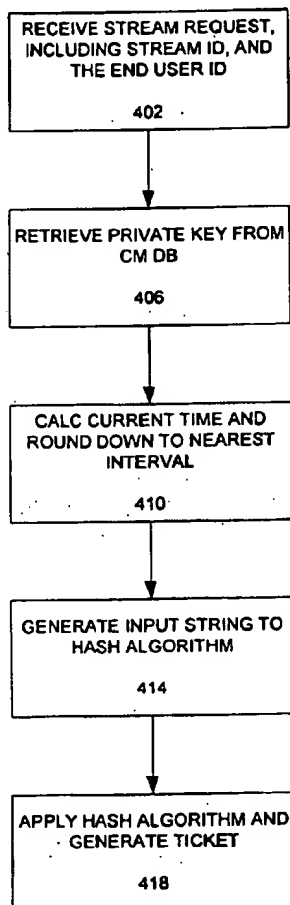 RECEIVE STREAM REQUEST,
INCLUDING STREAM ID, AND
THE END USER ID
402
RETRIEVE PRIVATE KEY FROM
CM DB
406
CALC CURRENT TIME AND
ROUND DOWN TO NEAREST
INTERVAL
410
GENERATE INPUT STRING TO
HASH ALGORITHM
414
APPLY HASH ALGORITHM AND
GENERATE TICKET
418